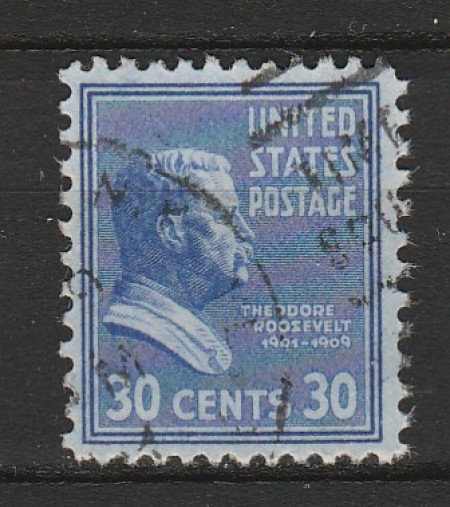 UNITED
STATES
POSTAGE
THEODORE
ROOSEVELT
1901-1909
30 CENTS 30